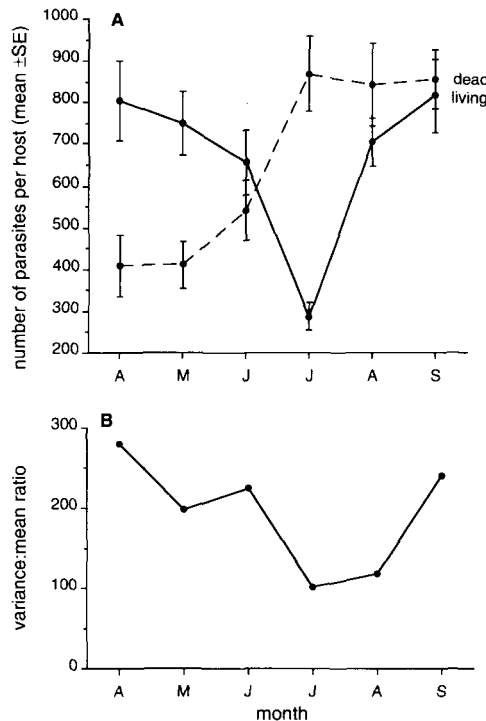 A
number of parasites per host (mean ±SE)
1000
900
800
700
600
500
400
300
200
dead
living
A M J J A S
B
variance:mean ratio
300
200
100
0
A M J J A S
month